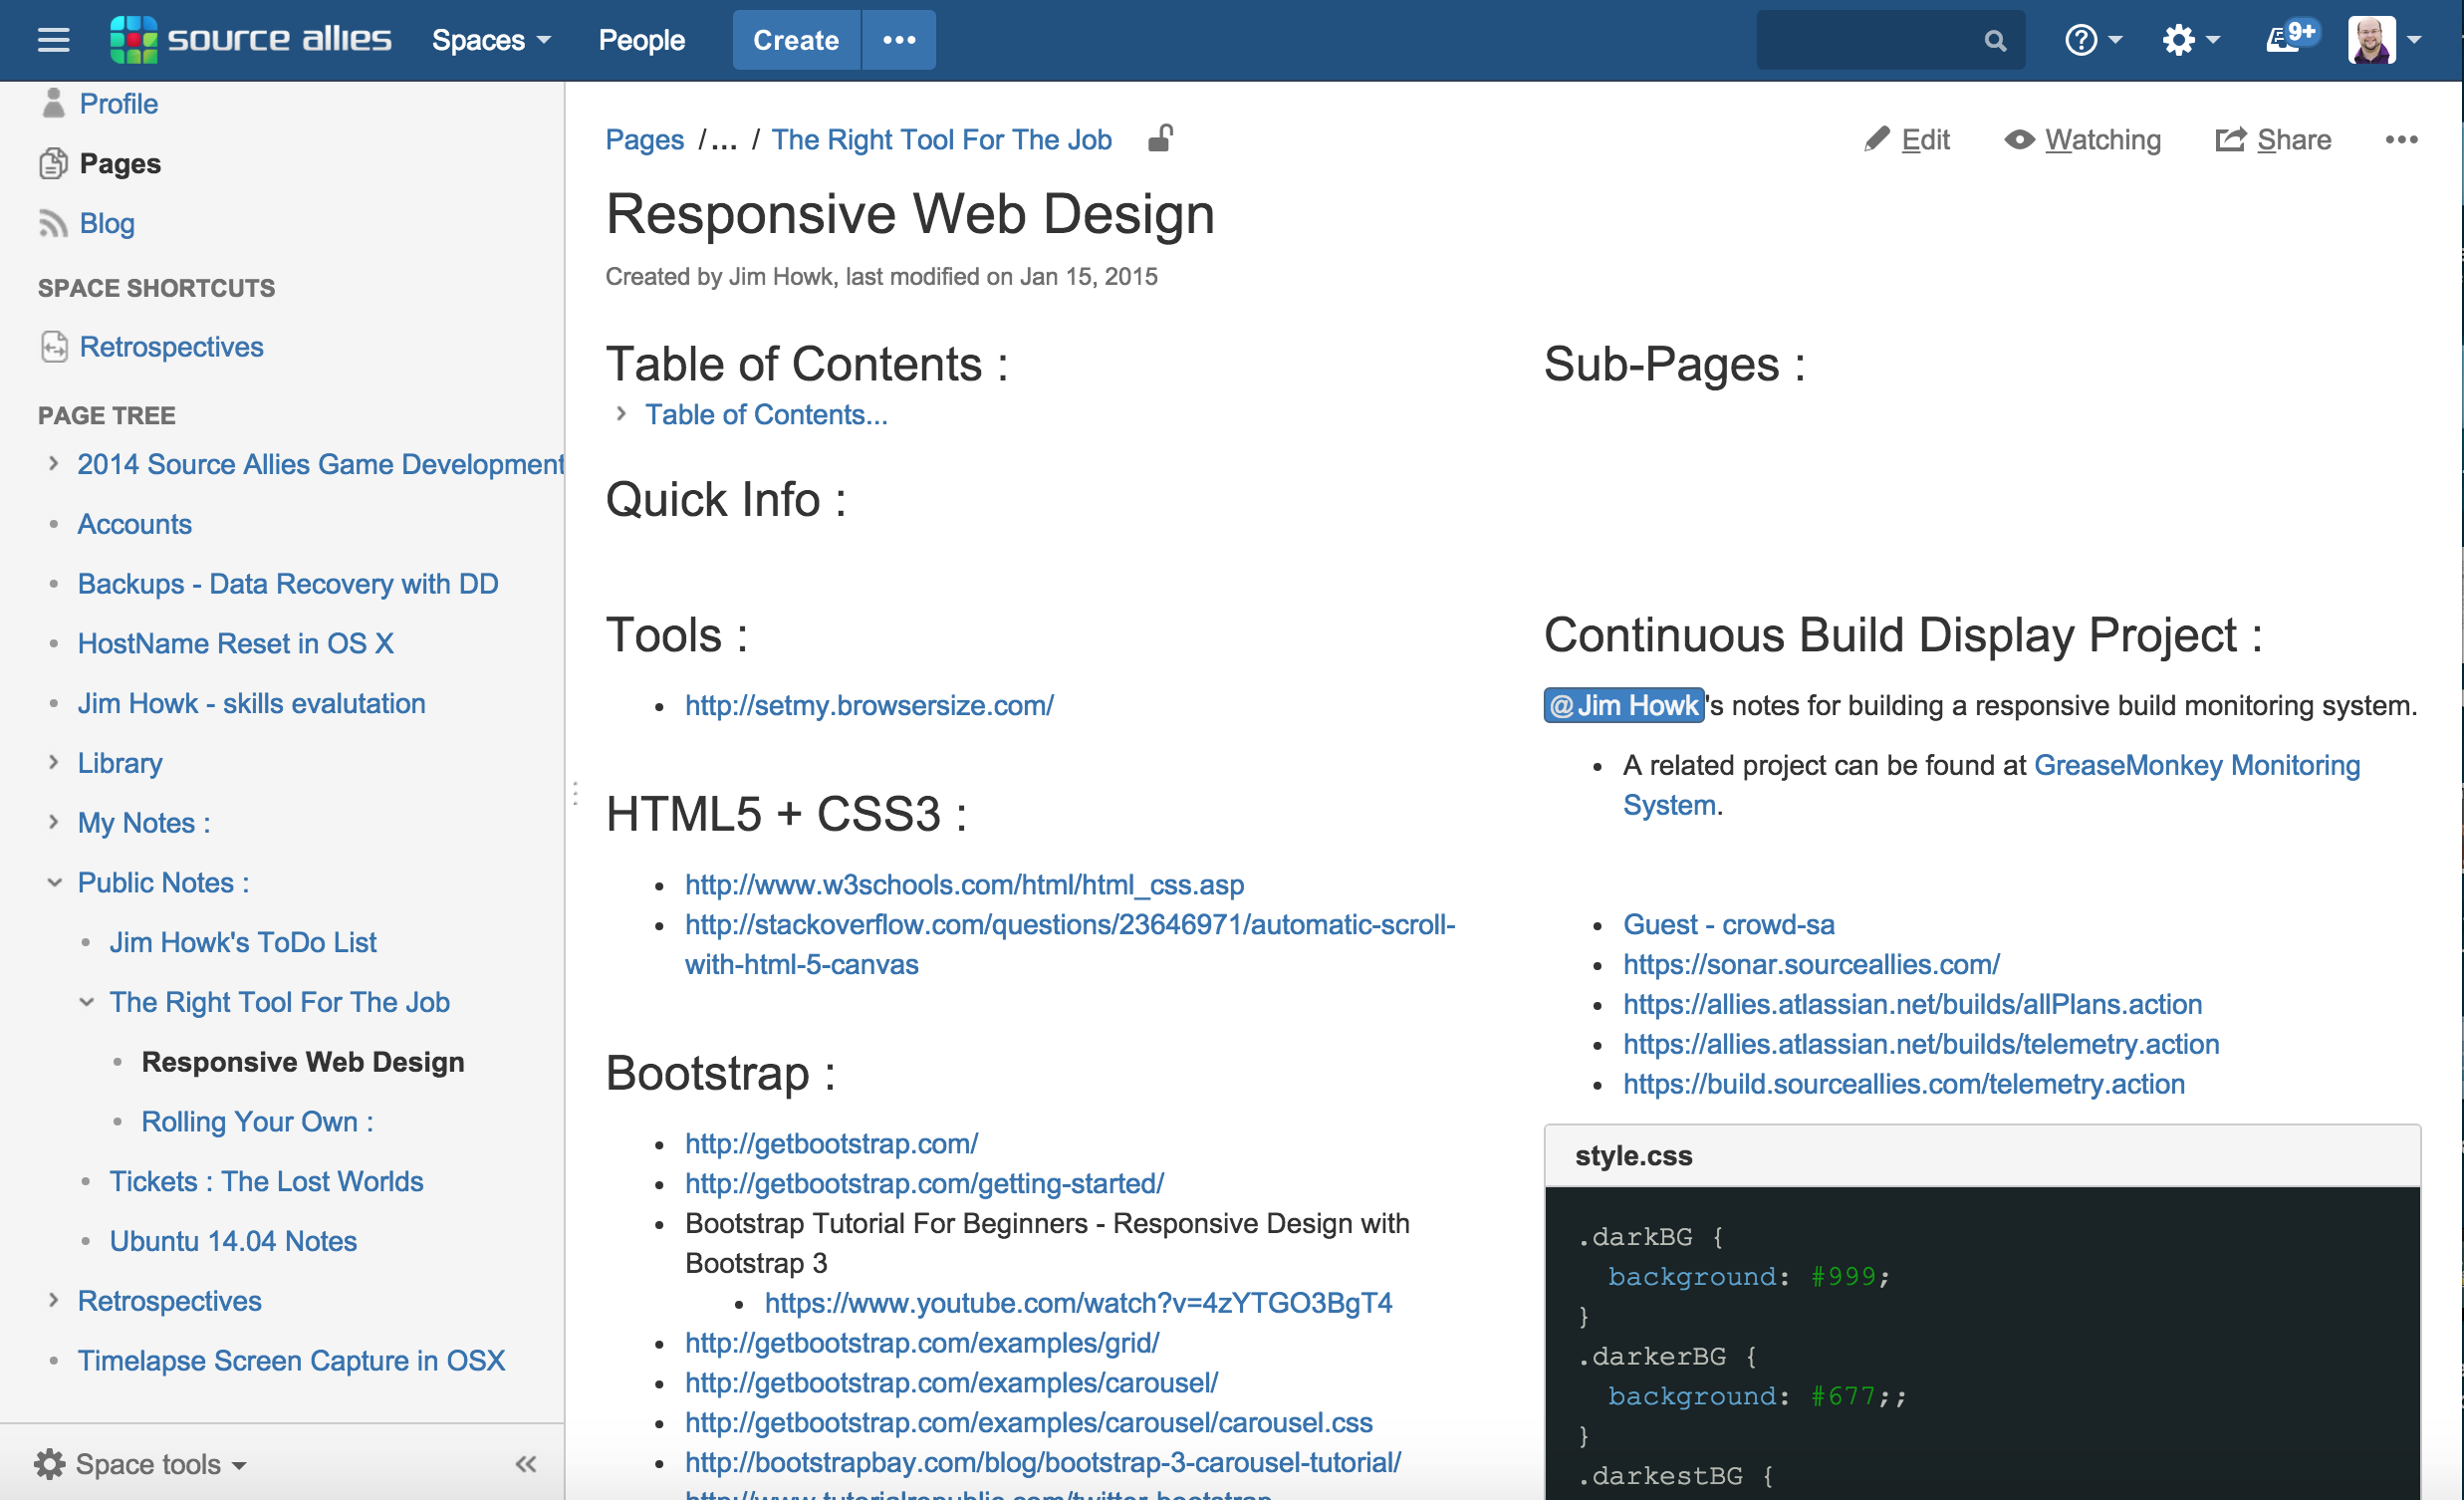 source allies
Spaces
People
Create
•••
9+
Profile
Pages
Blog
SPACE SHORTCUTS
Retrospectives
PAGE TREE
2014 Source Allies Game Development
• Accounts
• Backups - Data Recovery with DD
• HostName Reset in OS X
• Jim Howk - skills evalutation
Library
My Notes :
Public Notes :
• Jim Howk's ToDo List
The Right Tool For The Job
• Responsive Web Design
• Rolling Your Own :
• Tickets : The Lost Worlds
• Ubuntu 14.04 Notes
Retrospectives
• Timelapse Screen Capture in OSX
Space tools
«
Pages /... / The Right Tool For The Job
Edit
Watching
Share
•••
Responsive Web Design
Created by Jim Howk, last modified on Jan 15, 2015
Table of Contents :
Table of Contents...
Quick Info :
Tools :
• http://setmy.browsersize.com/
HTML5 + CSS3 :
• http://www.w3schools.com/html/html_css.asp
• http://stackoverflow.com/questions/23646971/automatic-scroll-
with-html-5-canvas
Bootstrap :
• http://getbootstrap.com/
• http://getbootstrap.com/getting-started/
• Bootstrap Tutorial For Beginners - Responsive Design with
Bootstrap 3
• https://www.youtube.com/watch?v=4zYTGO3BgT4
• http://getbootstrap.com/examples/grid/
• http://getbootstrap.com/examples/carousel/
• http://getbootstrap.com/examples/carousel/carousel.css
• http://bootstrapbay.com/blog/bootstrap-3-carousel-tutorial/
http://www.tutorialrepublic.com/twitter-bootstrap-
Sub-Pages :
Continuous Build Display Project :
@Jim Howk's notes for building a responsive build monitoring system.
• A related project can be found at GreaseMonkey Monitoring
System.
• Guest - crowd-sa
• https://sonar.sourceallies.com/
• https://allies.atlassian.net/builds/allPlans.action
• https://allies.atlassian.net/builds/telemetry.action
• https://build.sourceallies.com/telemetry.action
style.css
.darkBG {
background: #999;
}
.darkerBG {
background: #677;;
}
.darkestBG {